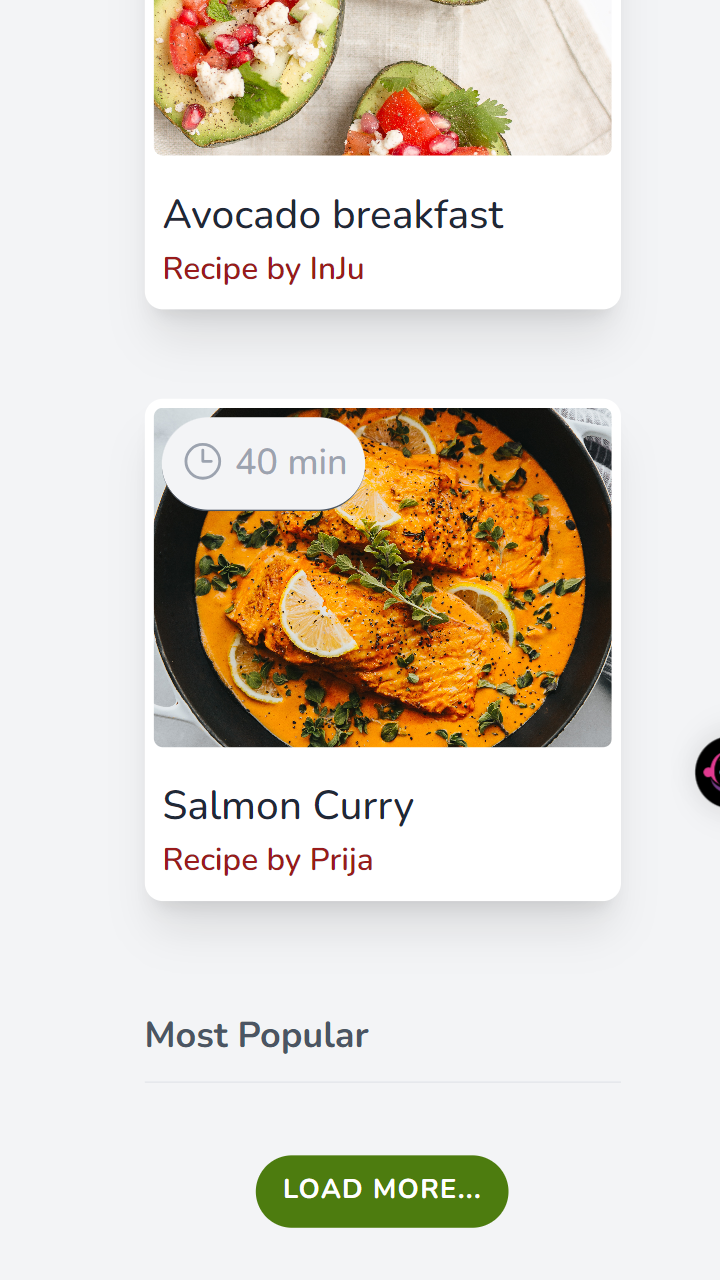 Avocado breakfast
Recipe by InJu
40 min
Salmon Curry
Recipe by Prija
Most Popular
LOAD MORE...